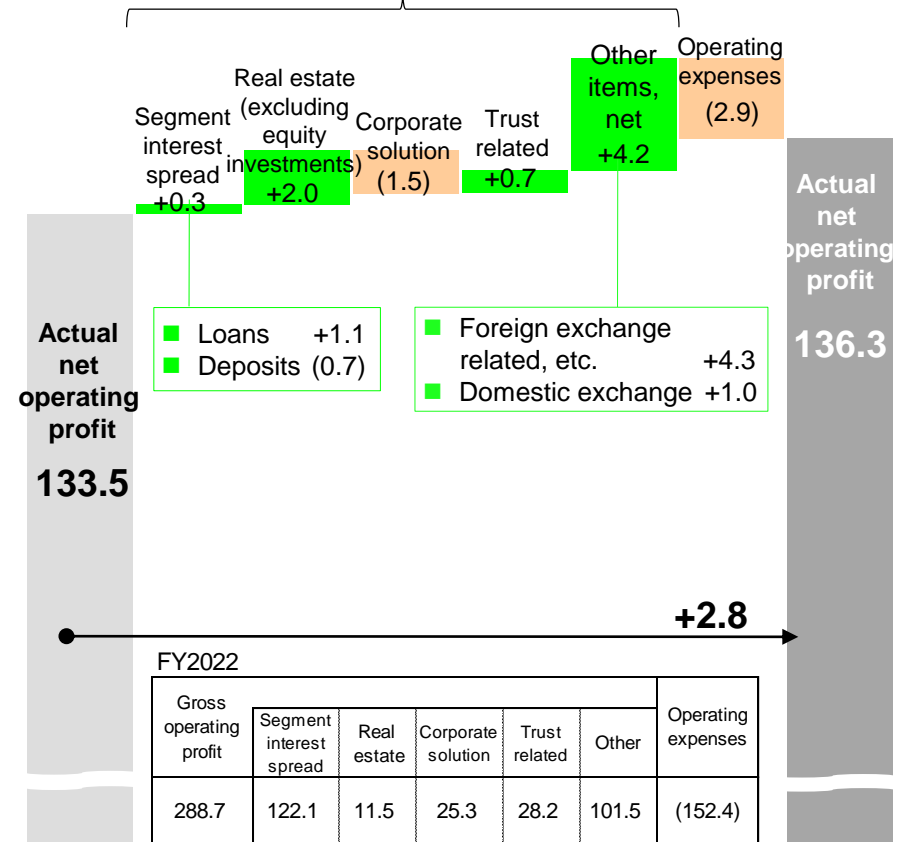 Segment
interest
spread
+0.3
Real estate
(excluding
equity
investments)
+2.0
Corporate
solution
(1.5)
Trust
related
+0.7
Other
items,
net
+4.2
Operating
expenses
(2.9)
Actual
net
operating
profit
133.5
■ Loans +1.1
■ Deposits (0.7)
■ Foreign exchange
related, etc. +4.3
■ Domestic exchange +1.0
Actual
net
operating
profit
136.3
+2.8
FY2022
Gross
operating
profit
Segment
interest
spread
Real
estate
Corporate
solution
Trust
related
Other
Operating
expenses
288.7 122.1 11.5 25.3 28.2 101.5 (152.4)